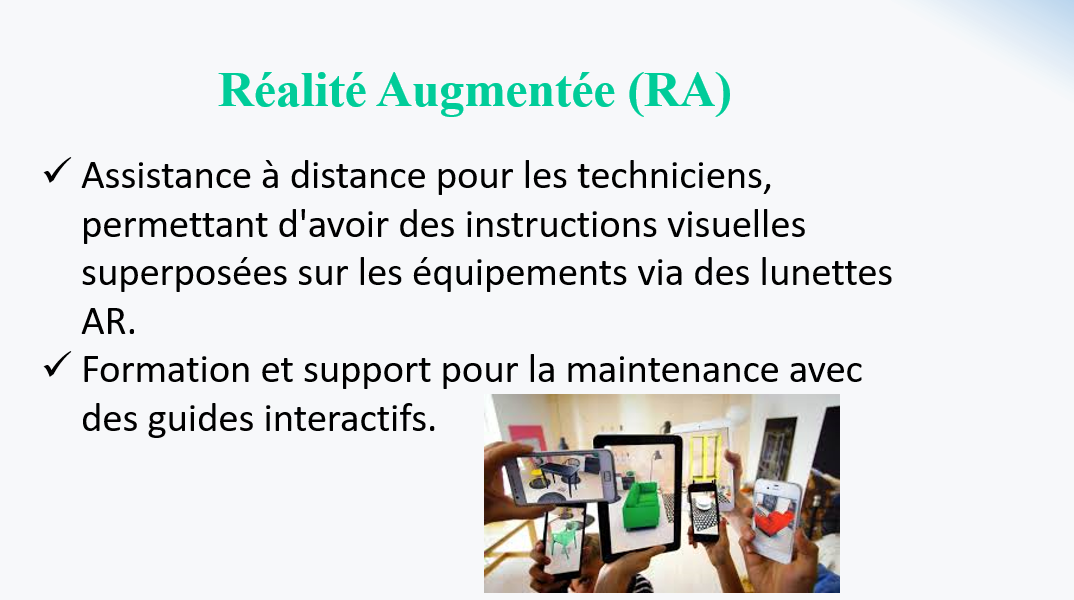 Réalité Augmentée (RA)
✓ Assistance à distance pour les techniciens,
permettant d'avoir des instructions visuelles
superposées sur les équipements via des lunettes
AR.
✓ Formation et support pour la maintenance avec
des guides interactifs.